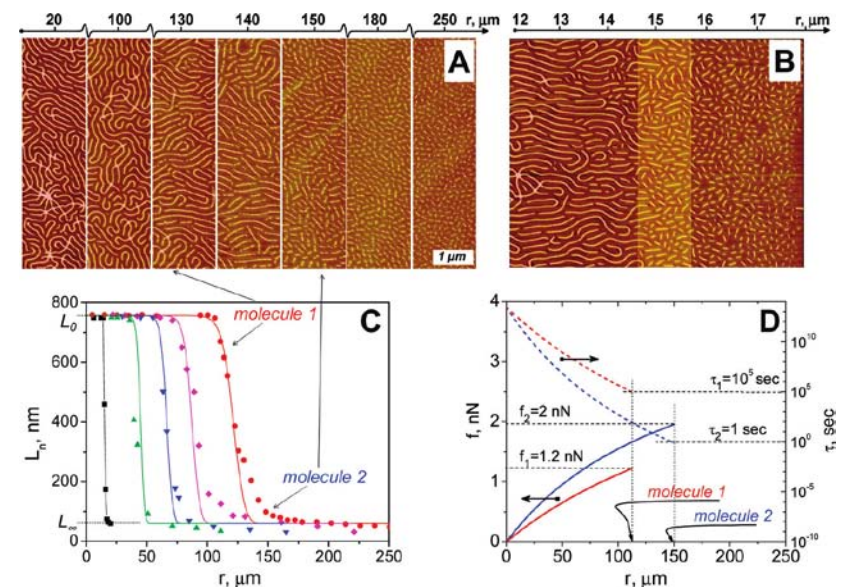 20 100 130 140 150 180 250 r, μm
A
1 μm
12 13 14 15 16 17 r, μm
B
800
600
400
200
0
L0
L∞
Ln, nm
0 50 100 150 200 250
r, μm
C
molecule 1
molecule 2
4
3
2
1
0
f, nN
0 50 100 150 200 250
r, μm
D
10^10
10^5
10^0
10^-5
10^-10
τ, sec
τ1=10^5 sec
f2=2 nN
τ2=1 sec
f1=1.2 nN
molecule 1
molecule 2